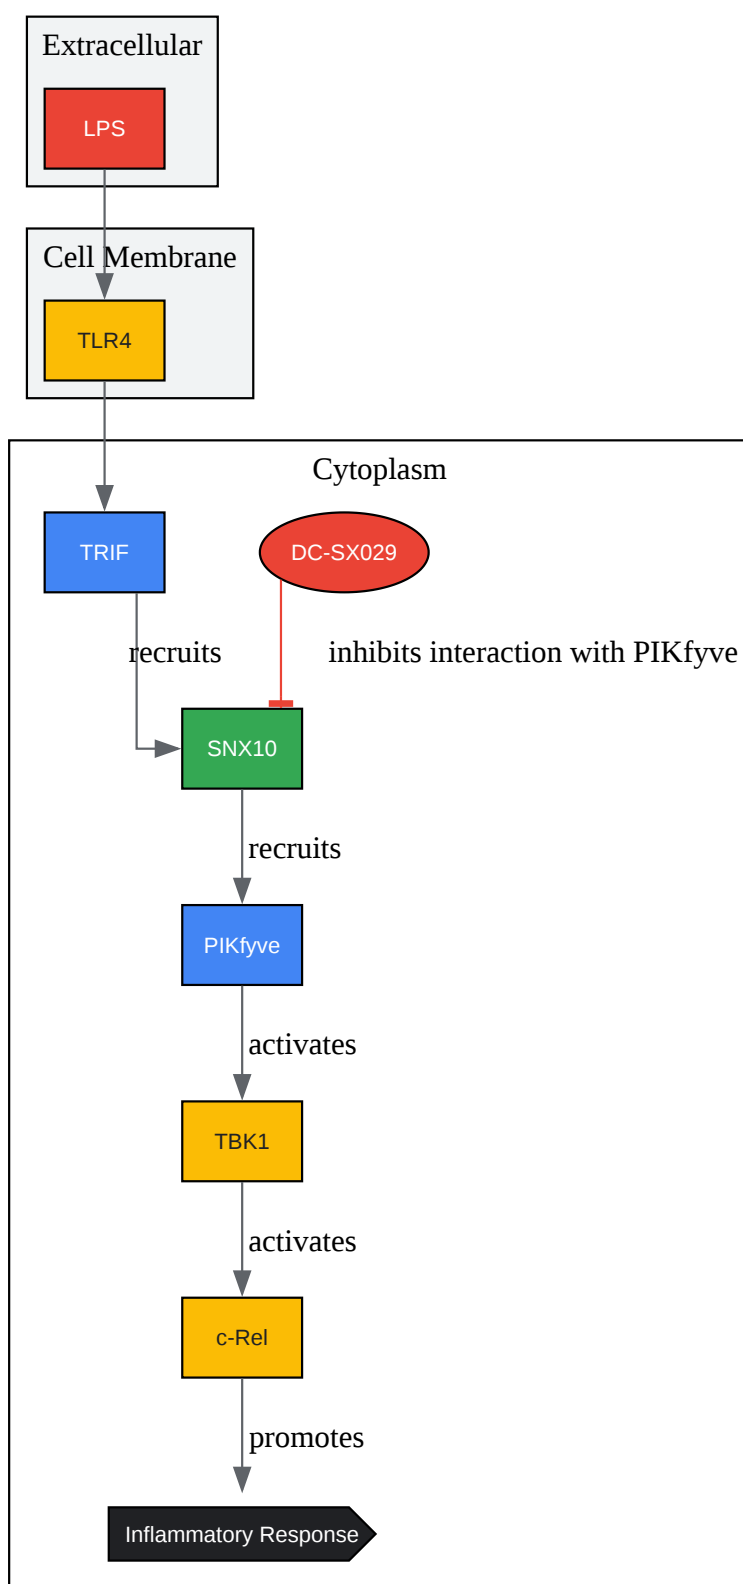 Extracellular
LPS
Cell Membrane
TLR4
Cytoplasm
TRIF
DC-SX029
recruits
inhibits interaction with PIKfyve
SNX10
recruits
PIKfyve
activates
TBK1
activates
c-Rel
promotes
Inflammatory Response